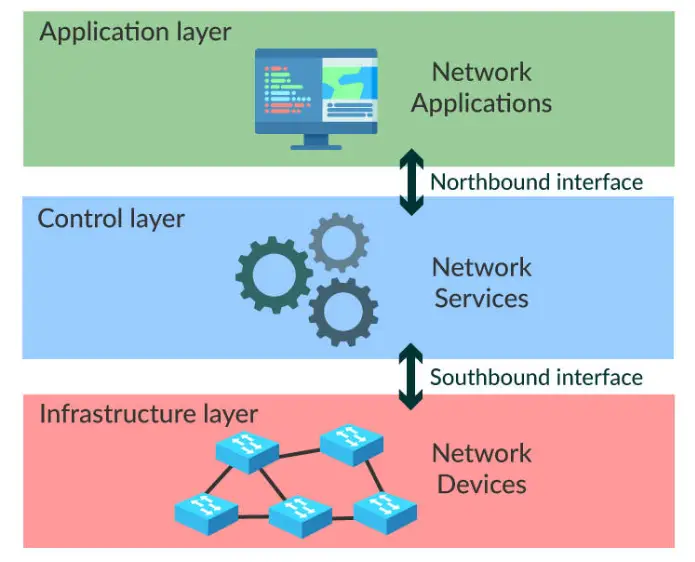 Application layer
Network
Applications
Northbound interface
Control layer
Network
Services
Southbound interface
Infrastructure layer
Network
Devices